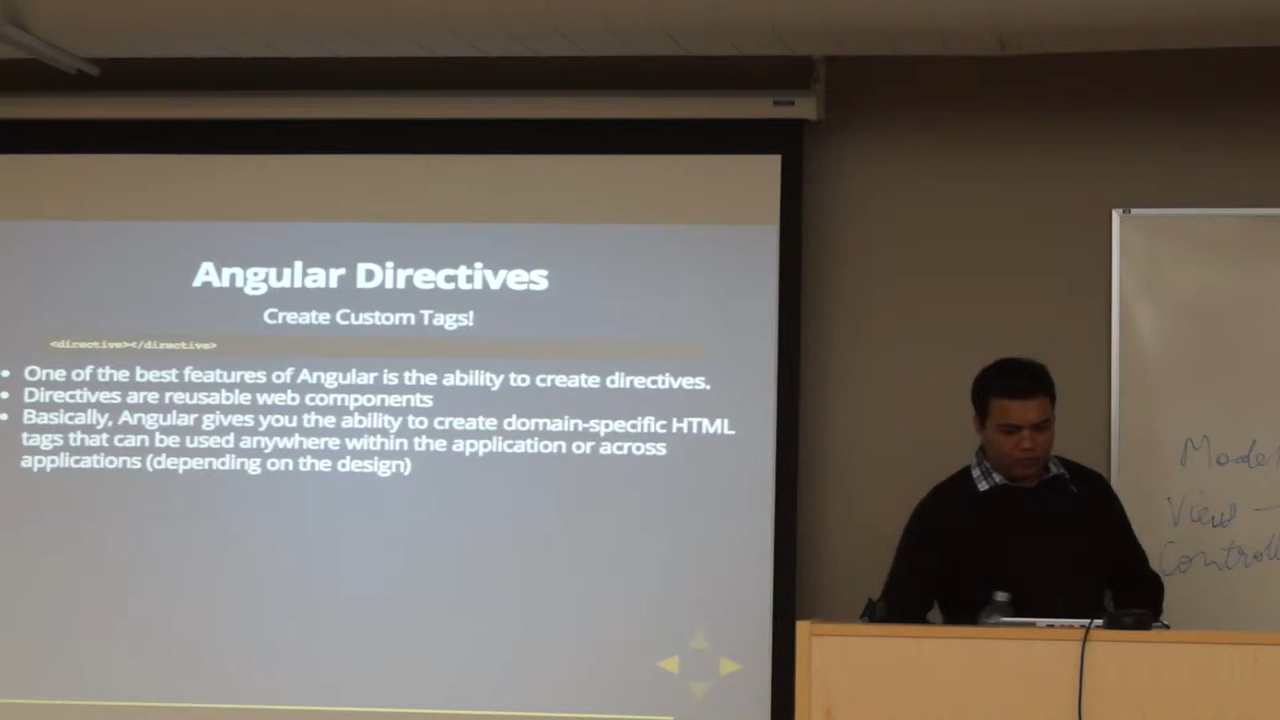 Angular Directives
Create Custom Tags!
<directive></directive>
• One of the best features of Angular is the ability to create directives.
• Directives are reusable web components
• Basically, Angular gives you the ability to create domain-specific HTML
tags that can be used anywhere within the application or across
applications (depending on the design)
Model
View -
Controll